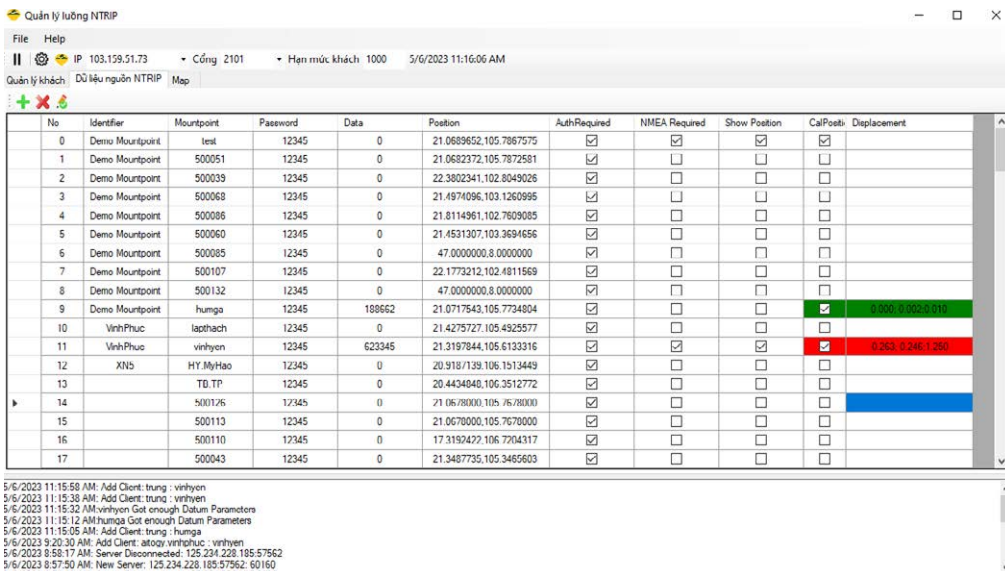 Quản lý luồng NTRIP
File Help
IP 103.159.51.73 Cổng 2101 Hạn mức khách 1000 5/6/2023 11:16:06 AM
Quản lý khách Dữ liệu nguồn NTRIP Map
No Identifier Mountpoint Password Data Position AuthRequired NMEA Required Show Position CalPositi Displacement
0 Demo Mountpoint test 12345 0 21.0689652,105.7867575
1 Demo Mountpoint 500051 12345 0 21.0682372,105.7872581
2 Demo Mountpoint 500039 12345 0 22.3802341,102.8049026
3 Demo Mountpoint 500068 12345 0 21.4974096,103.1260995
4 Demo Mountpoint 500086 12345 0 21.8114961,102.7609085
5 Demo Mountpoint 500060 12345 0 21.4531307,103.3694656
6 Demo Mountpoint 500085 12345 0 47.0000000,8.0000000
7 Demo Mountpoint 500107 12345 0 22.1773212,102.4811569
8 Demo Mountpoint 500132 12345 0 47.0000000,8.0000000
9 Demo Mountpoint humga 12345 188662 21.0717543,105.7734804 0.000; 0.002;0.010
10 VinhPhuc lapthach 12345 0 21.4275727,105.4925577
11 VinhPhuc vinhyen 12345 623345 21.3197844,105.6133316 0.263; 0.246;1.250
12 XN5 HY.MyHao 12345 0 20.9187139,106.1513449
13 TB.TP 12345 0 20.4434848,106.3512772
14 500126 12345 0 21.0678000,105.7678000
15 500113 12345 0 21.0678000,105.7678000
16 500110 12345 0 17.3192422,106.7204317
17 500043 12345 0 21.3487735,105.3465603
5/6/2023 11:15:58 AM: Add Client: trung : vinhyen
5/6/2023 11:15:38 AM: Add Client: trung : vinhyen
5/6/2023 11:15:32 AM:vinhyen Got enough Datum Parameters
5/6/2023 11:15:12 AM:humga Got enough Datum Parameters
5/6/2023 11:15:05 AM: Add Client: trung : humga
5/6/2023 9:20:30 AM: Add Client: aitogy.vinhphuc : vinhyen
5/6/2023 8:58:17 AM: Server Disconnected: 125.234.228.185:57562
5/6/2023 8:57:50 AM: New Server: 125.234.228.185:57562: 60160